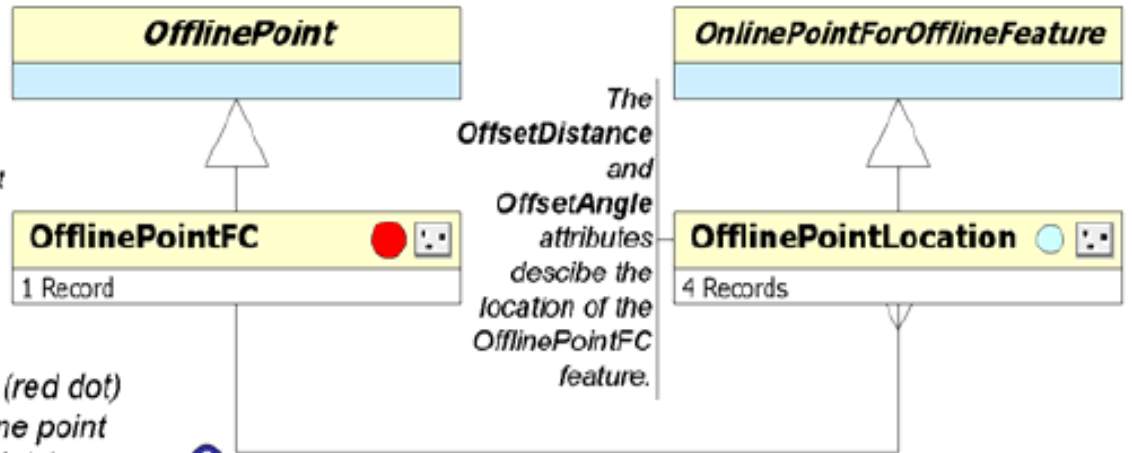 OfflinePoint
OnlinePointForOfflineFeature
The
OffsetDistance
and
OffsetAngle
attributes
descibe the
location of the
OfflinePointFC
feature.
OfflinePointFC
1 Record
OfflinePointLocation
4 Records
(red dot)
point